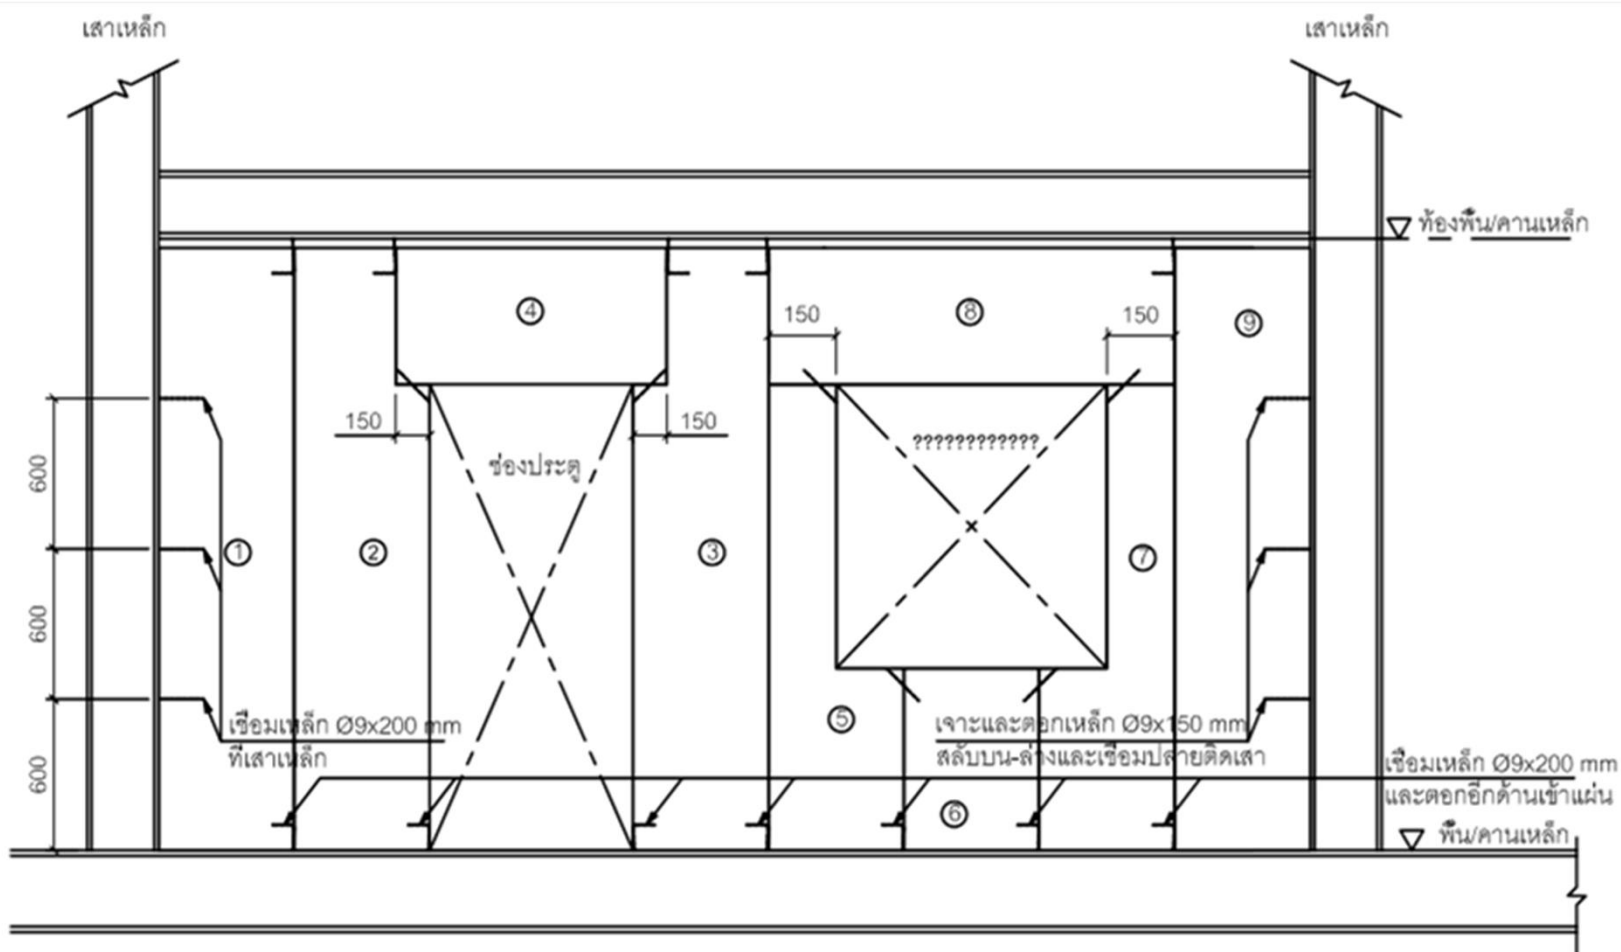 เสาเหล็ก
เสาเหล็ก
ท้องพื้น/คานเหล็ก
④
⑧
⑨
150
150
150
150
????????????
ช่องประตู
600
600
600
①
②
③
⑦
⑤
⑥
เชื่อมเหล็ก Ø9x200 mm
ที่เสาเหล็ก
เจาะและตอกเหล็ก Ø9x150 mm
สลับบน-ล่างและเชื่อมปลายติดเสา
เชื่อมเหล็ก Ø9x200 mm
และตอกอีกด้านเข้าแผ่น
พื้น/คานเหล็ก